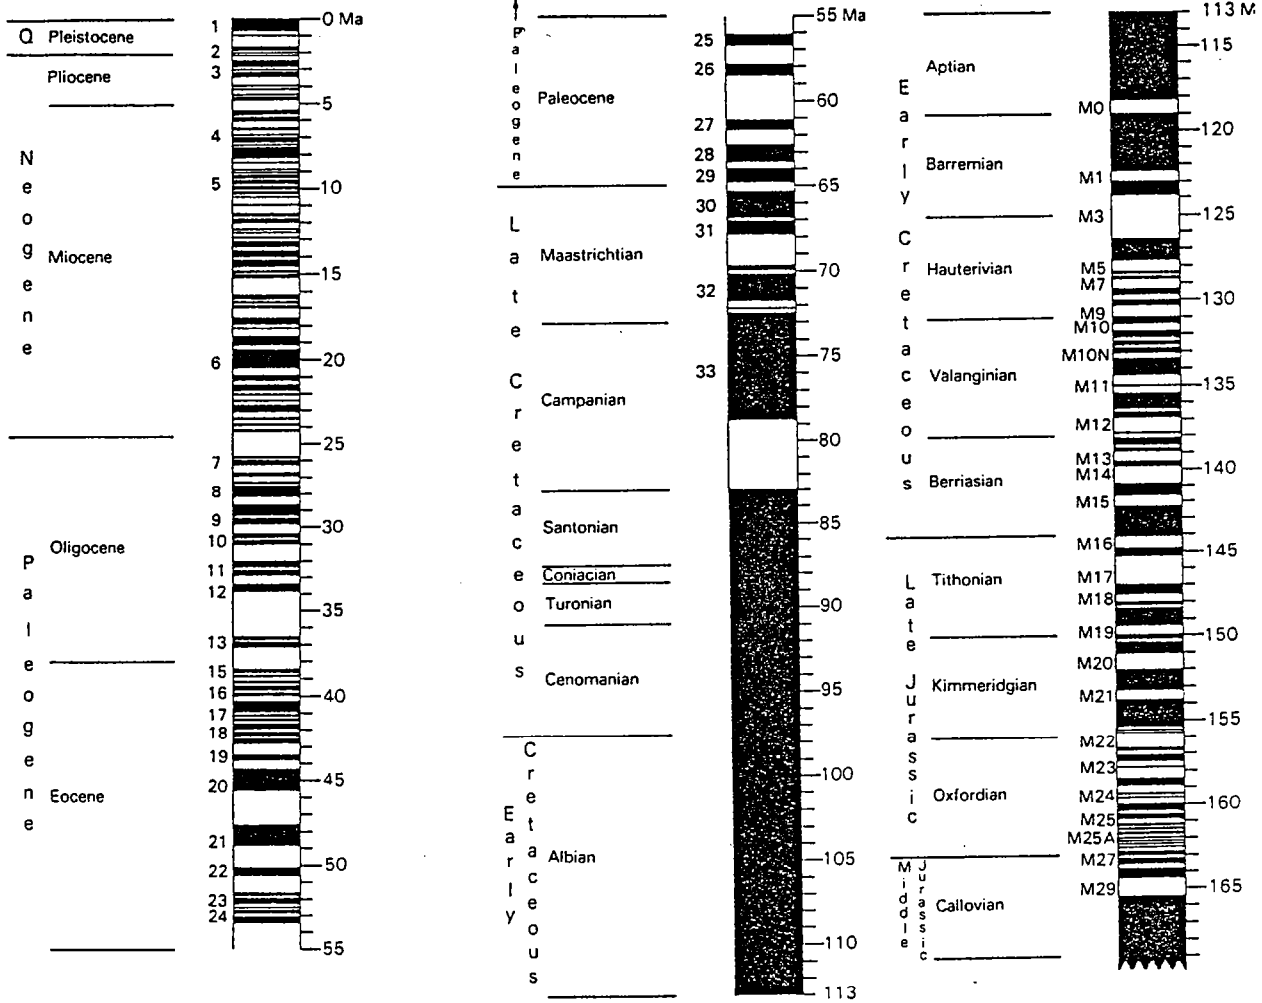 0 Ma
1
Q Pleistocene
2
Pliocene
3
5
4
Neogene
5
10
Miocene
15
6
20
25
7
8
9
30
10
Oligocene
11
12
35
13
Paleogene
15
16
40
17
18
19
45
20
Eocene
21
50
22
23
24
55
55 Ma
25
26
Paleogene
Paleocene
60
27
28
29
65
30
31
Late Cretaceous
Maastrichtian
70
32
75
33
Campanian
80
85
Santonian
Coniacian
Turonian
90
Cenomanian
95
100
Early Cretaceous
Albian
105
110
113
113 M
115
Aptian
M0
120
Early Cretaceous
Barremian
M1
M3
125
Hauterivian
M5
M7
130
M9
M10
M10N
Valanginian
M11
135
M12
M13
140
M14
Berriasian
M15
M16
145
Late Jurassic
Tithonian
M17
M18
M19
150
M20
Kimmeridgian
M21
155
M22
M23
Oxfordian
M24
160
M25
M25A
M27
Middle Jurassic
M29
165
Callovian